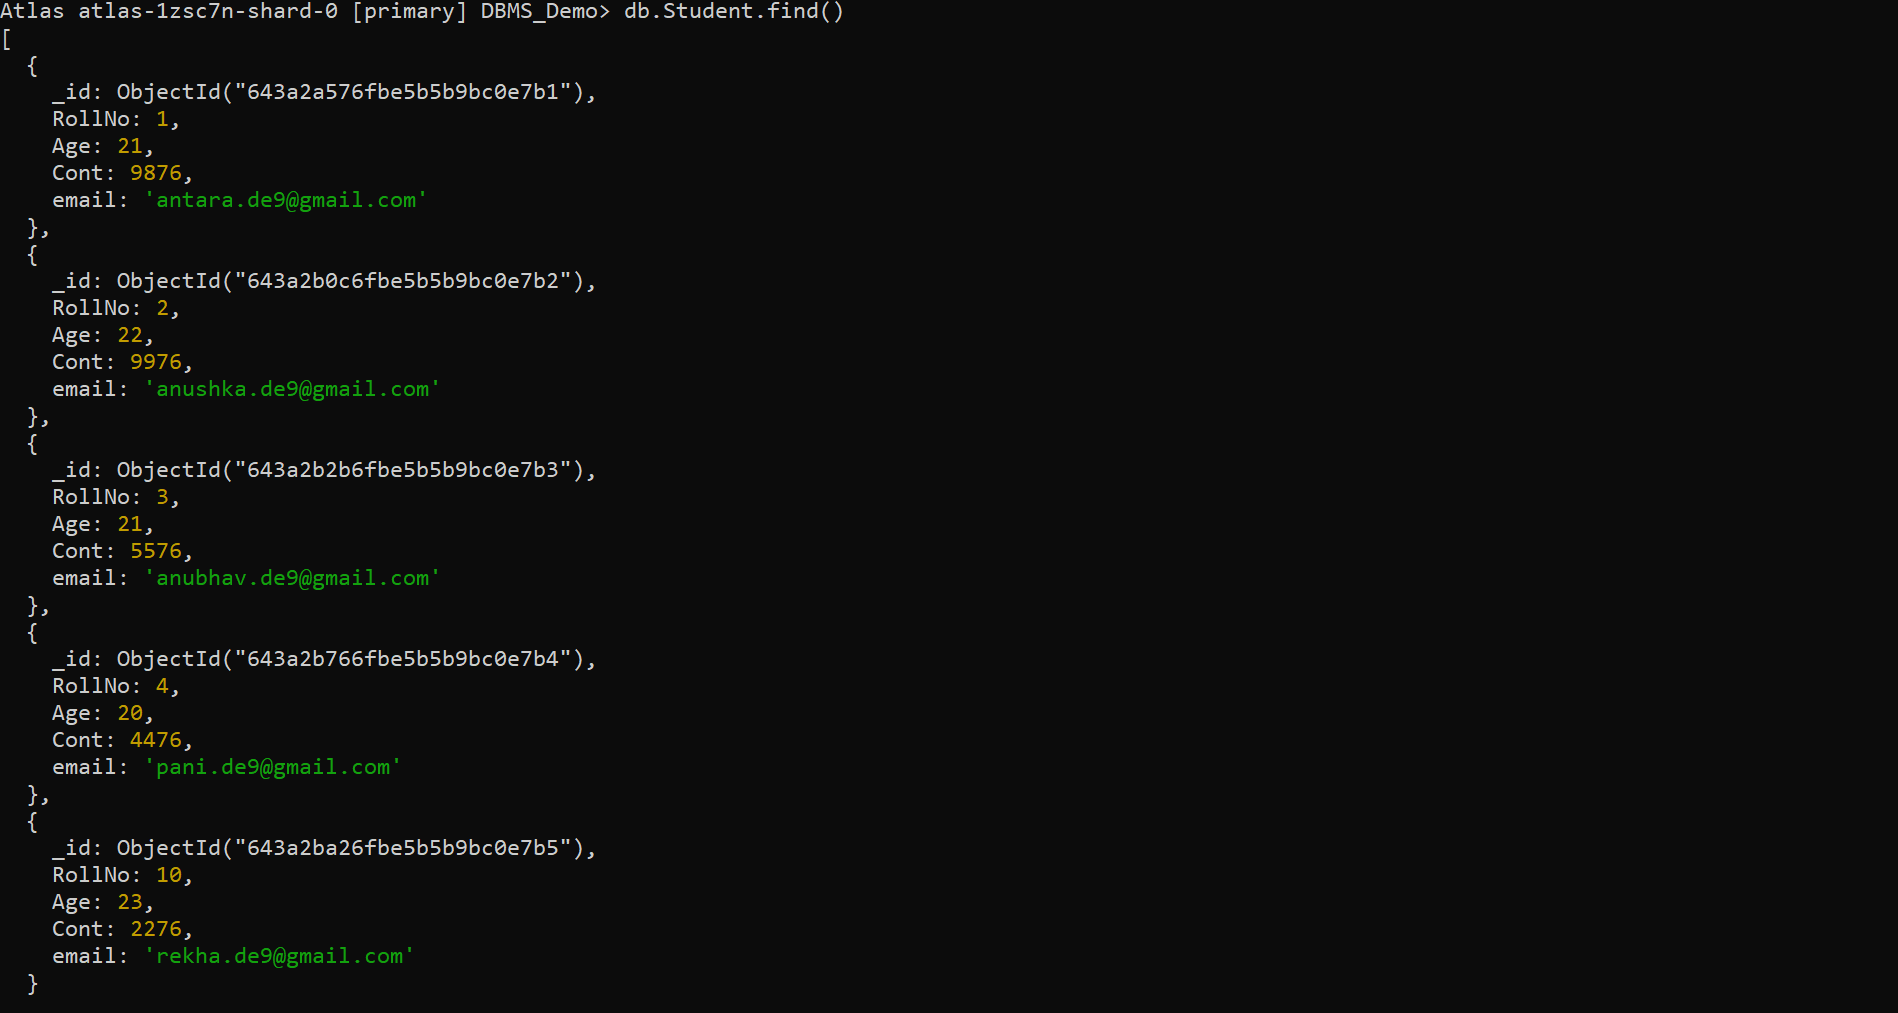 Atlas atlas-1zsc7n-shard-0 [primary] DBMS_Demo> db.Student.find()
[
  {
    _id: ObjectId("643a2a576fbe5b5b9bc0e7b1"),
    RollNo: 1,
    Age: 21,
    Cont: 9876,
    email: 'antara.de9@gmail.com'
  },
  {
    _id: ObjectId("643a2b0c6fbe5b5b9bc0e7b2"),
    RollNo: 2,
    Age: 22,
    Cont: 9976,
    email: 'anushka.de9@gmail.com'
  },
  {
    _id: ObjectId("643a2b2b6fbe5b5b9bc0e7b3"),
    RollNo: 3,
    Age: 21,
    Cont: 5576,
    email: 'anubhav.de9@gmail.com'
  },
  {
    _id: ObjectId("643a2b766fbe5b5b9bc0e7b4"),
    RollNo: 4,
    Age: 20,
    Cont: 4476,
    email: 'pani.de9@gmail.com'
  },
  {
    _id: ObjectId("643a2ba26fbe5b5b9bc0e7b5"),
    RollNo: 10,
    Age: 23,
    Cont: 2276,
    email: 'rekha.de9@gmail.com'
  }